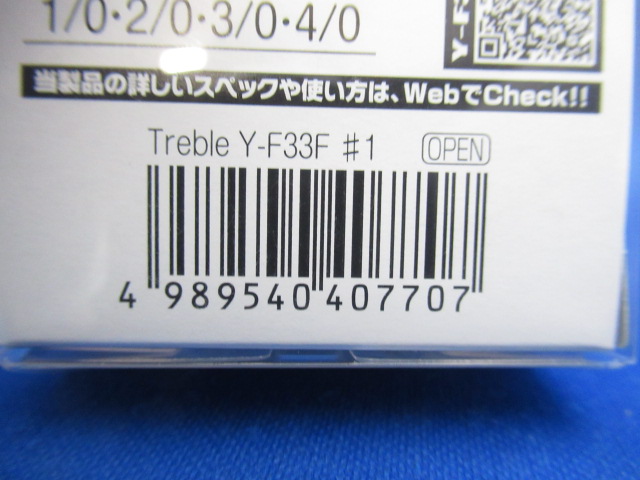 1/0·2/0·3/0·4/0
Y-F
当製品の詳しいスペックや使い方は、WebでCheck!!
Treble Y-F33F #1 OPEN
4 989540 407707